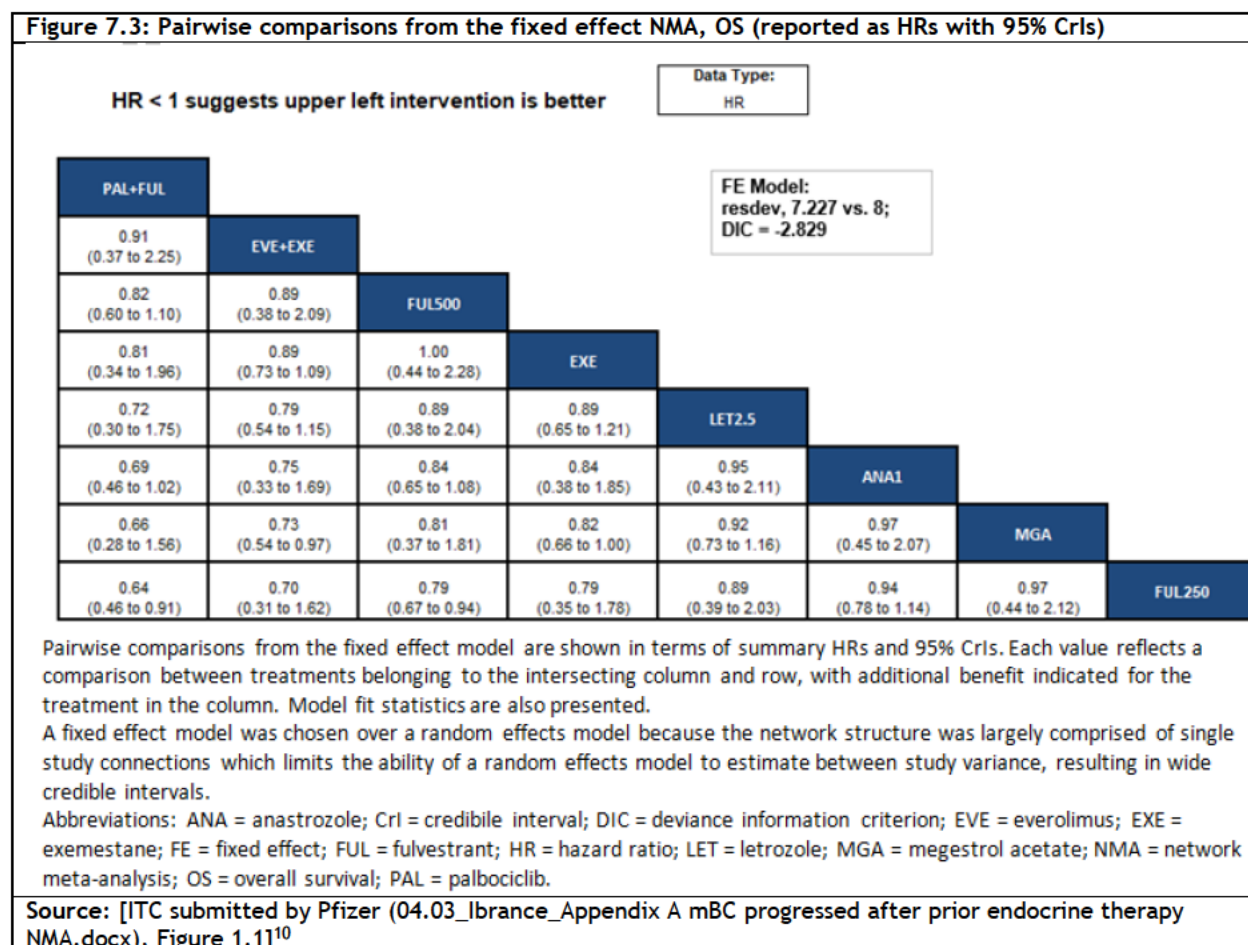 Figure 7.3: Pairwise comparisons from the fixed effect NMA, OS (reported as HRs with 95% CrIs)
Data Type:
HR < 1 suggests upper left intervention is better
HR
PAL+FUL
FE Model:
resdev, 7.227 vs. 8;
DIC = -2.829
0.91 EVE+EXE
(0.37 to 2.25)
0.82 0.89 FUL500
(0.60 to 1.10) (0.38 to 2.09)
0.81 0.89 1.00 EXE
(0.34 to 1.96) (0.73 to 1.09) (0.44 to 2.28)
0.72 0.79 0.89 0.89 LET2.5
(0.30 to 1.75) (0.54 to 1.15) (0.38 to 2.04) (0.65 to 1.21)
0.69 0.75 0.84 0.84 0.95 ANA1
(0.46 to 1.02) (0.33 to 1.69) (0.65 to 1.08) (0.38 to 1.85) (0.43 to 2.11)
0.66 0.73 0.81 0.82 0.92 0.97 MGA
(0.28 to 1.56) (0.54 to 0.97) (0.37 to 1.81) (0.66 to 1.00) (0.73 to 1.16) (0.45 to 2.07)
0.64 0.70 0.79 0.79 0.89 0.94 0.97 FUL250
(0.46 to 0.91) (0.31 to 1.62) (0.67 to 0.94) (0.35 to 1.78) (0.39 to 2.03) (0.78 to 1.14) (0.44 to 2.12)
Pairwise comparisons from the fixed effect model are shown in terms of summary HRs and 95% CrIs. Each value reflects a
comparison between treatments belonging to the intersecting column and row, with additional benefit indicated for the
treatment in the column. Model fit statistics are also presented.
A fixed effect model was chosen over a random effects model because the network structure was largely comprised of single
study connections which limits the ability of a random effects model to estimate between study variance, resulting in wide
credible intervals.
Abbreviations: ANA = anastrozole; CrI = credibile interval; DIC = deviance information criterion; EVE = everolimus; EXE =
exemestane; FE = fixed effect; FUL = fulvestrant; HR = hazard ratio; LET = letrozole; MGA = megestrol acetate; NMA = network
meta-analysis; OS = overall survival; PAL = palbociclib.
Source: [ITC submitted by Pfizer (04.03_Ibrance_Appendix A mBC progressed after prior endocrine therapy
NMA.docx), Figure 1.1]10